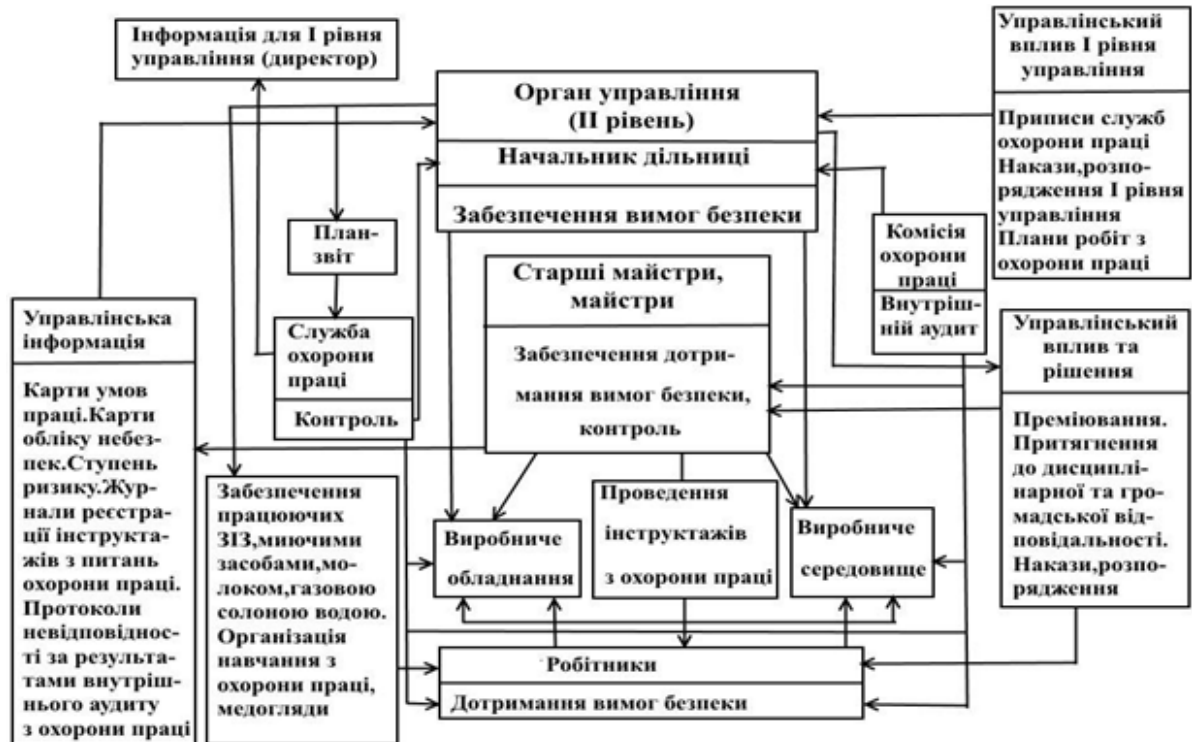 Інформація для І рівня
управління (директор)
Управлінський
вплив І рівня
управління
Приписи служб
охорони праці
Накази,розпо-
рядження І рівня
управління
Плани робіт з
охорони праці
Орган управління
(ІІ рівень)
Начальник дільниці
Забезпечення вимог безпеки
План-
звіт
Комісія
охорони
праці
Внутріш-
ній аудит
Старші майстри,
майстри
Забезпечення дотри-
мання вимог безпеки,
контроль
Служба
охорони
праці
Контроль
Управлінська
інформація
Карти умов
праці.Карти
обліку небез-
пек.Ступень
ризику.Жур-
нали реєстра-
ції інструкта-
жів з питань
охорони праці.
Протоколи
невідповіднос-
ті за результа-
тами внутріш-
нього аудиту
з охорони праці
Управлінський
вплив та
рішення
Преміювання.
Притягнення
до дисциплі-
нарної та гро-
мадської від-
повідальності.
Накази,розпо-
рядження
Забезпечення
працюючих
ЗІЗ,миючими
засобами,мо-
локом,газовою
солоною водою.
Організація
навчання з
охорони праці,
медогляди
Виробниче
обладнання
Проведення
інструктажів
з охорони праці
Виробниче
середовище
Робітники
Дотримання вимог безпеки